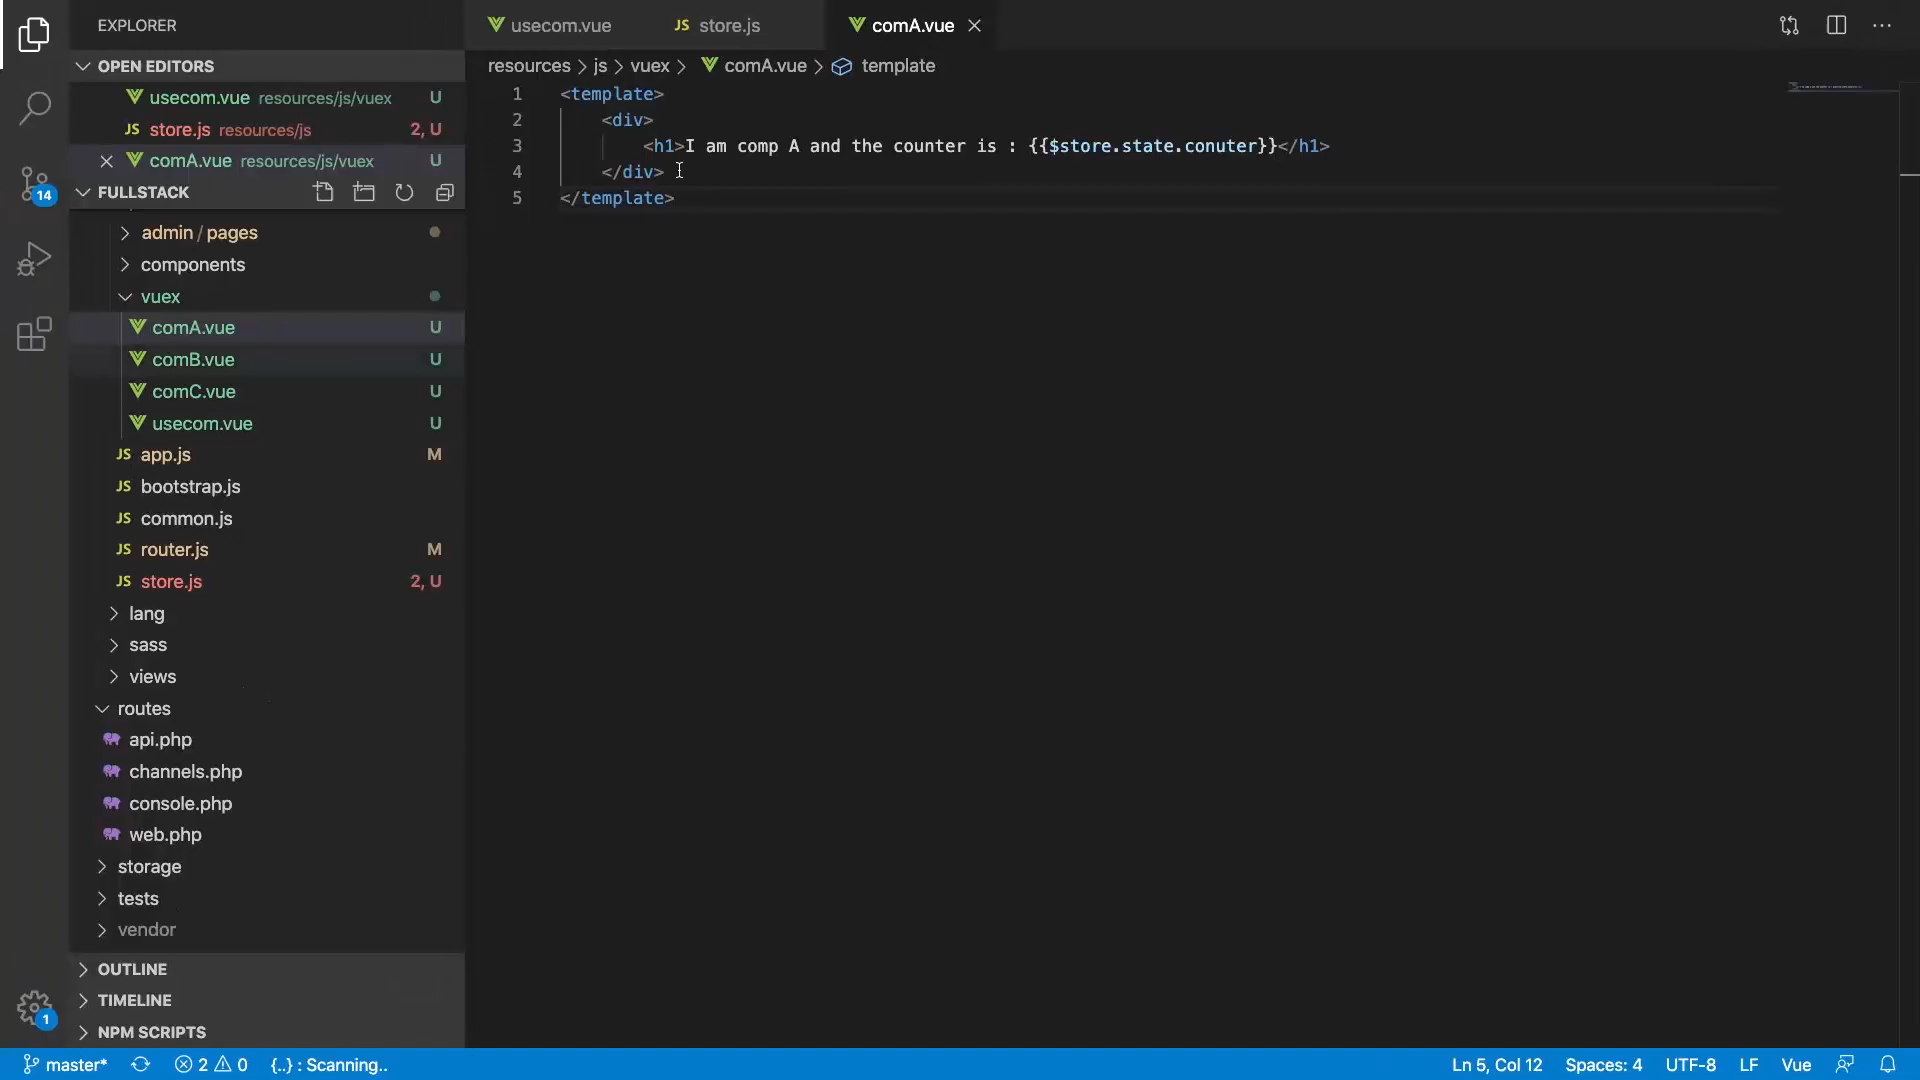 EXPLORER
OPEN EDITORS
usecom.vue resources/js/vuex U
JS store.js resources/js 2, U
comA.vue resources/js/vuex U
FULLSTACK
admin / pages
components
vuex
comA.vue U
comB.vue U
comC.vue U
usecom.vue U
JS app.js M
JS bootstrap.js
JS common.js
JS router.js M
JS store.js 2, U
lang
sass
views
routes
api.php
channels.php
console.php
web.php
storage
tests
vendor
OUTLINE
TIMELINE
NPM SCRIPTS
14
1
usecom.vue JS store.js comA.vue
resources > js > vuex > comA.vue > template
1 <template>
2 <div>
3 <h1>I am comp A and the counter is : {{$store.state.conuter}}</h1>
4 </div>
5 </template>
master* 2 0 {..} : Scanning.. Ln 5, Col 12 Spaces: 4 UTF-8 LF Vue